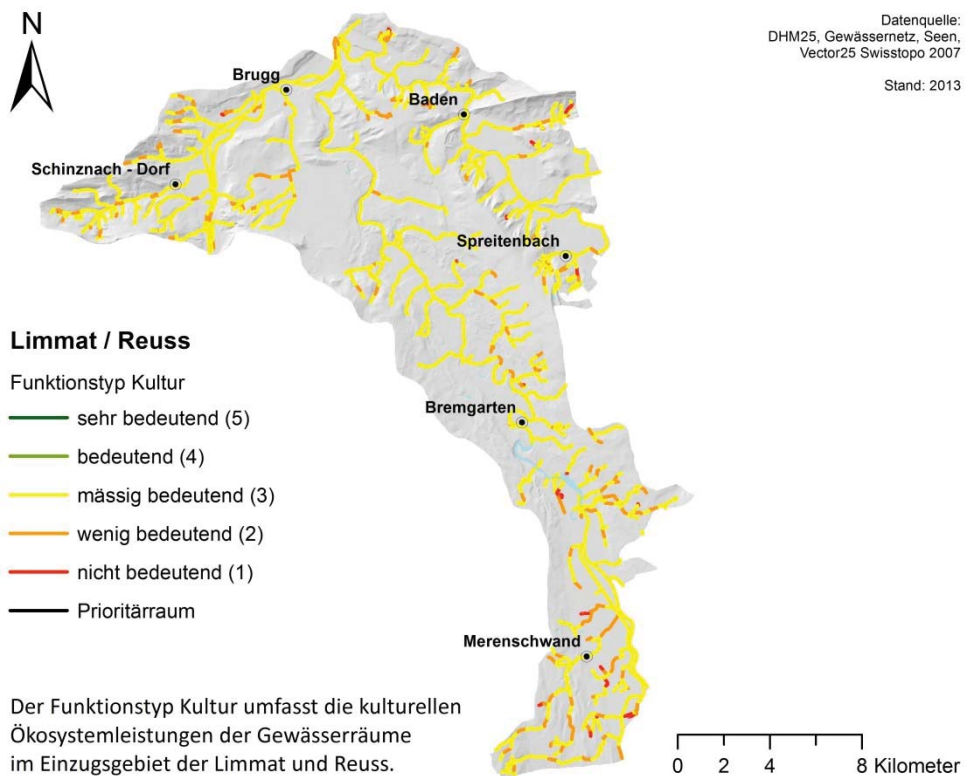 N
Datenquelle:
DHM25, Gewässernetz, Seen,
Vector25 Swisstopo 2007
Stand: 2013
Brugg
Baden
Schinznach - Dorf
Spreitenbach
Limmat / Reuss
Funktionstyp Kultur
sehr bedeutend (5)
bedeutend (4)
mässig bedeutend (3)
wenig bedeutend (2)
nicht bedeutend (1)
Prioritärraum
Bremgarten
Merenschwand
Der Funktionstyp Kultur umfasst die kulturellen
Ökosystemleistungen der Gewässerräume
im Einzugsgebiet der Limmat und Reuss.
0 2 4 8 Kilometer